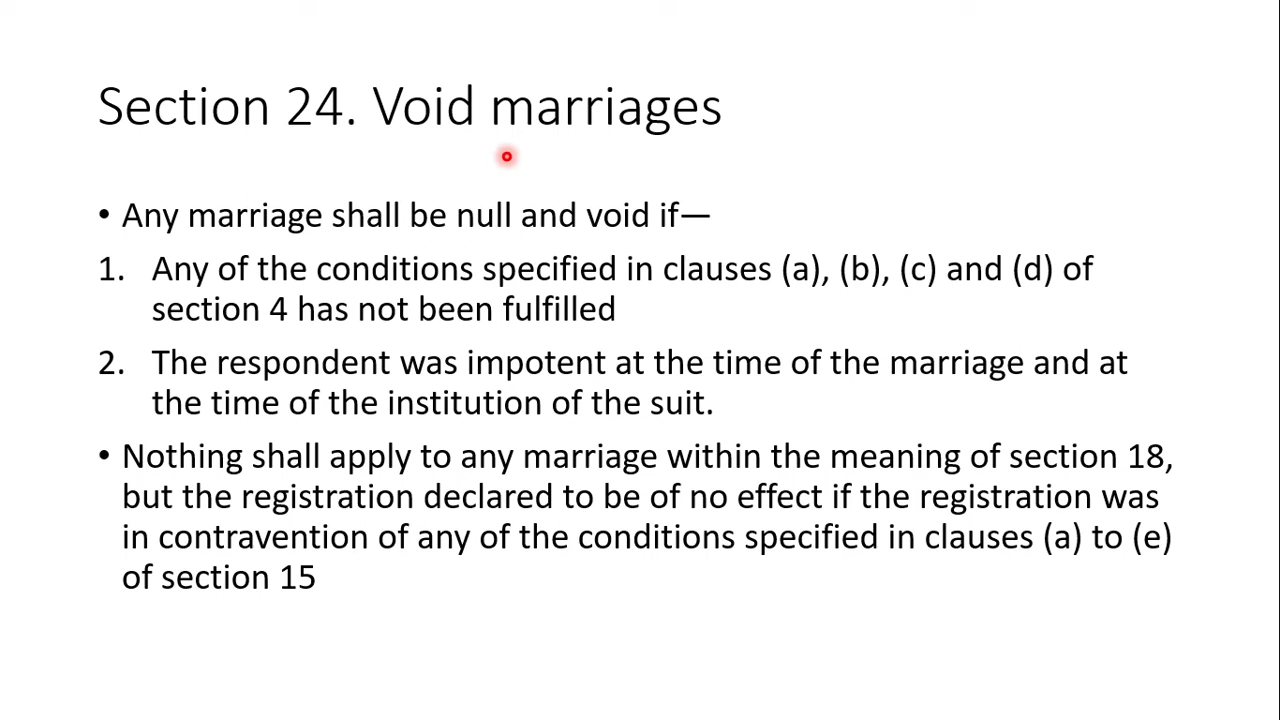 Section 24. Void marriages
• Any marriage shall be null and void if—
1. Any of the conditions specified in clauses (a), (b), (c) and (d) of
section 4 has not been fulfilled
2. The respondent was impotent at the time of the marriage and at
the time of the institution of the suit.
• Nothing shall apply to any marriage within the meaning of section 18,
but the registration declared to be of no effect if the registration was
in contravention of any of the conditions specified in clauses (a) to (e)
of section 15